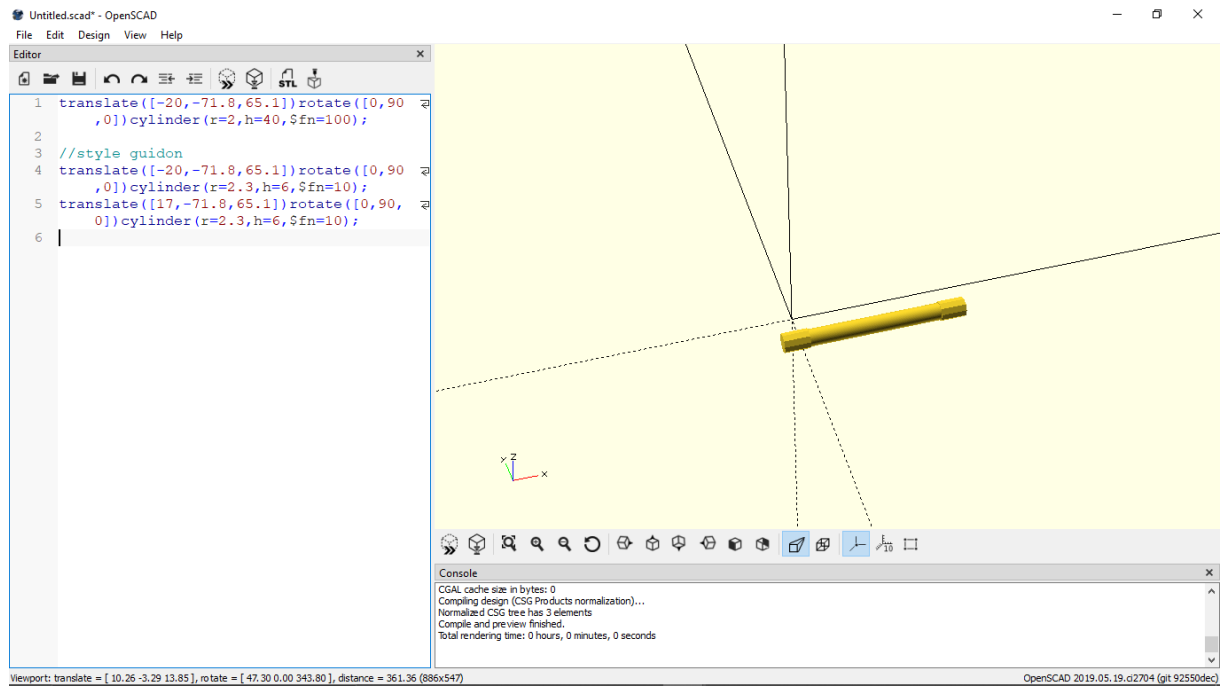 Untitled.scad* - OpenSCAD
File Edit Design View Help
Editor
STL
1 translate([-20,-71.8,65.1])rotate([0,90
,0])cylinder(r=2,h=40,$fn=100);
2
3 //style guidon
4 translate([-20,-71.8,65.1])rotate([0,90
,0])cylinder(r=2.3,h=6,$fn=10);
5 translate([17,-71.8,65.1])rotate([0,90,
0])cylinder(r=2.3,h=6,$fn=10);
6
Y Z
X
10
Console
CGAL cache size in bytes: 0
Compiling design (CSG Products normalization)...
Normalized CSG tree has 3 elements
Compile and preview finished.
Total rendering time: 0 hours, 0 minutes, 0 seconds
Viewport: translate = [ 10.26 -3.29 13.85 ], rotate = [ 47.30 0.00 343.80 ], distance = 361.36 (886x547)
OpenSCAD 2019.05.19.ci2704 (git 92550dec)